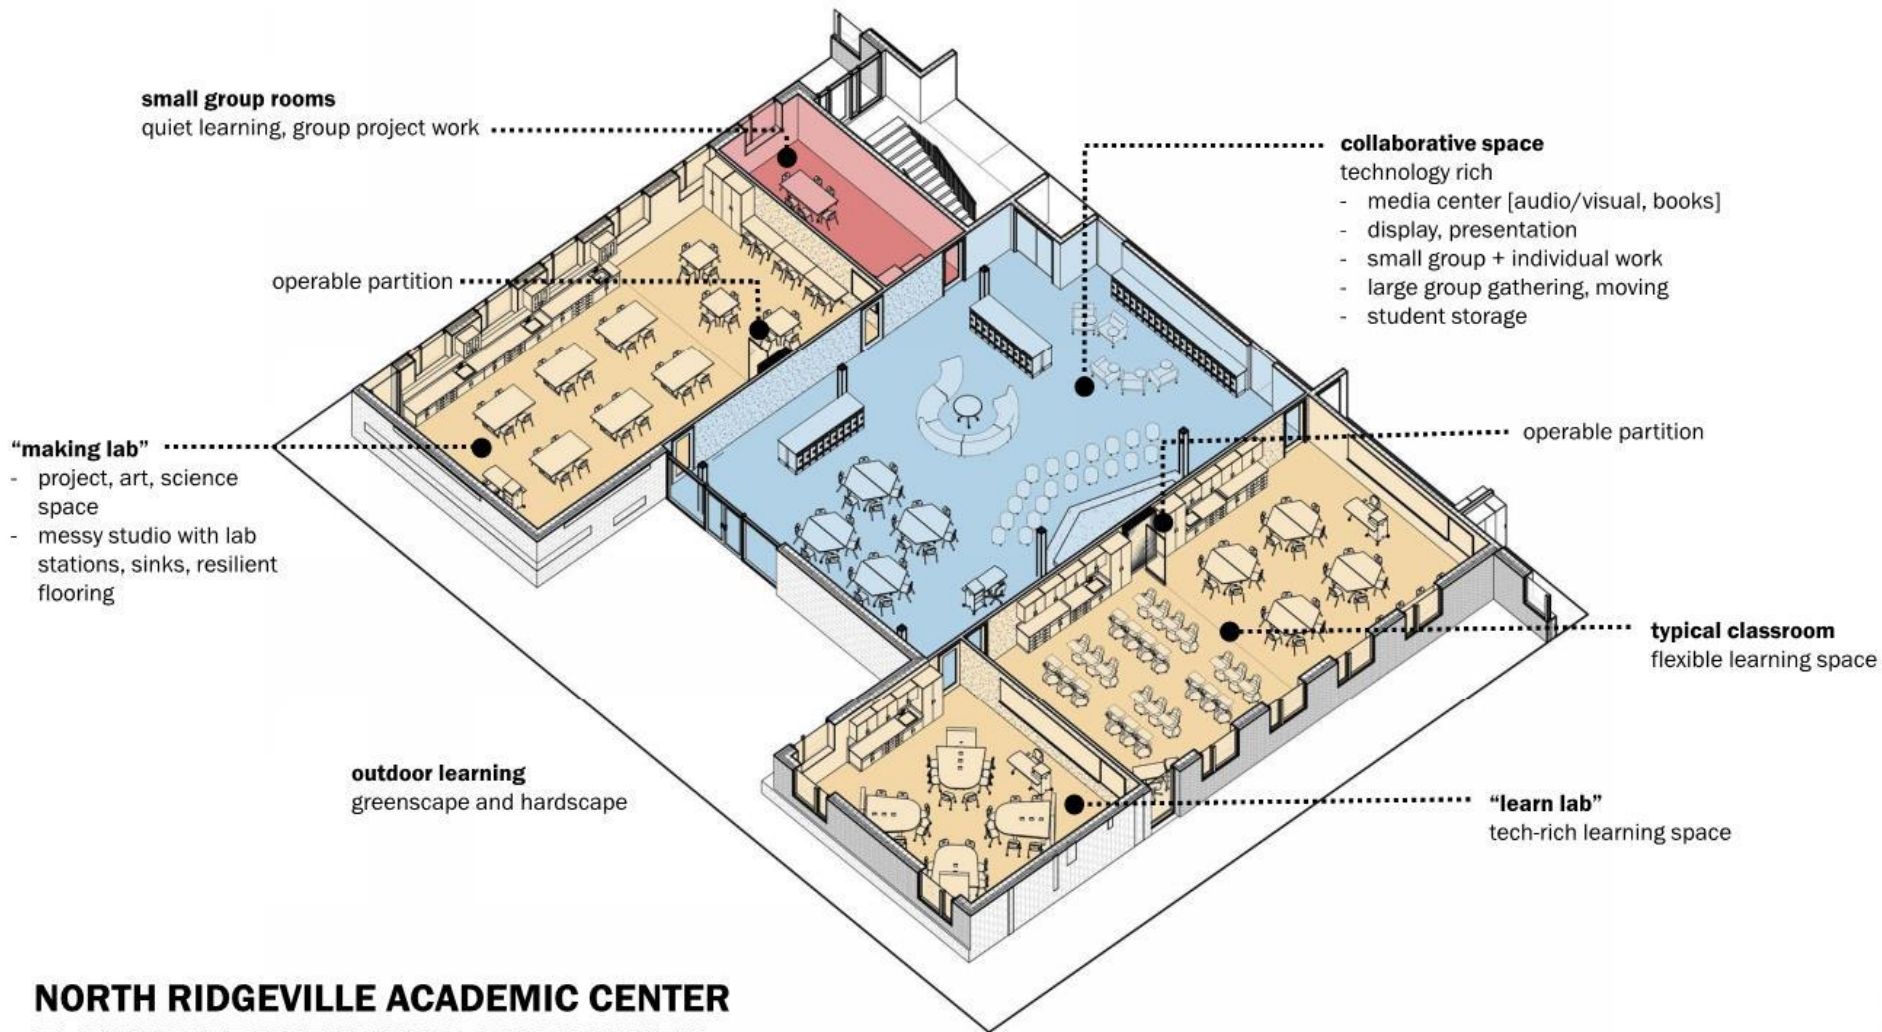 small group rooms
quiet learning, group project work
collaborative space
technology rich
- media center [audio/visual, books]
- display, presentation
- small group + individual work
- large group gathering, moving
- student storage
operable partition
operable partition
"making lab"
- project, art, science
space
- messy studio with lab
stations, sinks, resilient
flooring
typical classroom
flexible learning space
outdoor learning
greenscape and hardscape
"learn lab"
tech-rich learning space
NORTH RIDGEVILLE ACADEMIC CENTER